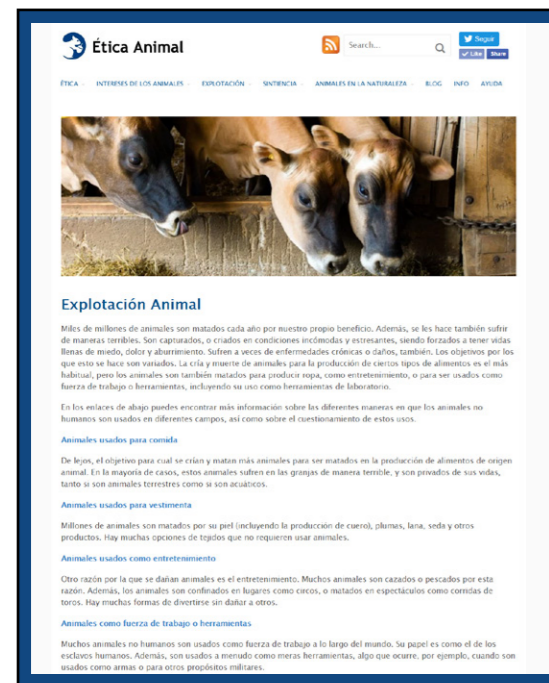 Ética Animal
Search...
Seguir
Like Share
ÉTICA INTERESES DE LOS ANIMALES EXPLOTACIÓN SINTIENCIA ANIMALES EN LA NATURALEZA BLOG INFO AYUDA
Explotación Animal
Miles de millones de animales son matados cada año por nuestro propio beneficio. Además, se les hace también sufrir
de maneras terribles. Son capturados, o criados en condiciones incómodas y estresantes, siendo forzados a tener vidas
llenas de miedo, dolor y aburrimiento. Sufren a veces de enfermedades crónicas o daños, también. Los objetivos por los
que esto se hace son variados. La cría y muerte de animales para la producción de ciertos tipos de alimentos es el más
habitual, pero los animales son también matados para producir ropa, como entretenimiento, o para ser usados como
fuerza de trabajo o herramientas, incluyendo su uso como herramientas de laboratorio.
En los enlaces de abajo puedes encontrar más información sobre las diferentes maneras en que los animales no
humanos son usados en diferentes campos, así como sobre el cuestionamiento de estos usos.
Animales usados para comida
De lejos, el objetivo para cual se crían y matan más animales para ser matados en la producción de alimentos de origen
animal. En la mayoría de casos, estos animales sufren en las granjas de manera terrible, y son privados de sus vidas,
tanto si son animales terrestres como si son acuáticos.
Animales usados para vestimenta
Millones de animales son matados por su piel (incluyendo la producción de cuero), plumas, lana, seda y otros
productos. Hay muchas opciones de tejidos que no requieren usar animales.
Animales usados como entretenimiento
Otro razón por la que se dañan animales es el entretenimiento. Muchos animales son cazados o pescados por esta
razón. Además, los animales son confinados en lugares como circos, o matados en espectáculos como corridas de
toros. Hay muchas formas de divertirse sin dañar a otros.
Animales como fuerza de trabajo o herramientas
Muchos animales no humanos son usados como fuerza de trabajo a lo largo del mundo. Su papel es como el de los
esclavos humanos. Además, son usados a menudo como meras herramientas, algo que ocurre, por ejemplo, cuando son
usados como armas o para otros propósitos militares.